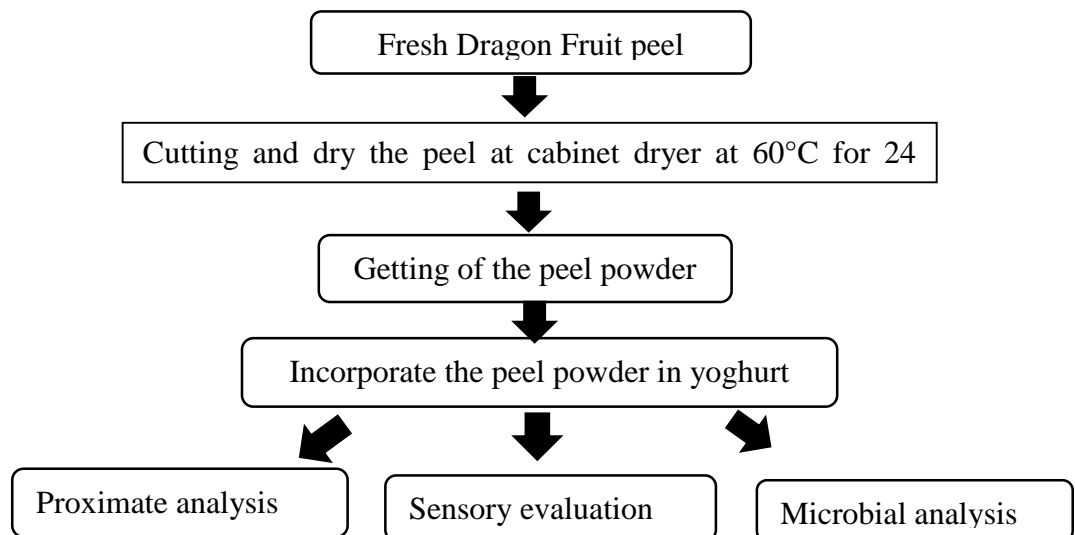 Fresh Dragon Fruit peel
Cutting and dry the peel at cabinet dryer at 60°C for 24
Getting of the peel powder
Incorporate the peel powder in yoghurt
Proximate analysis
Sensory evaluation
Microbial analysis